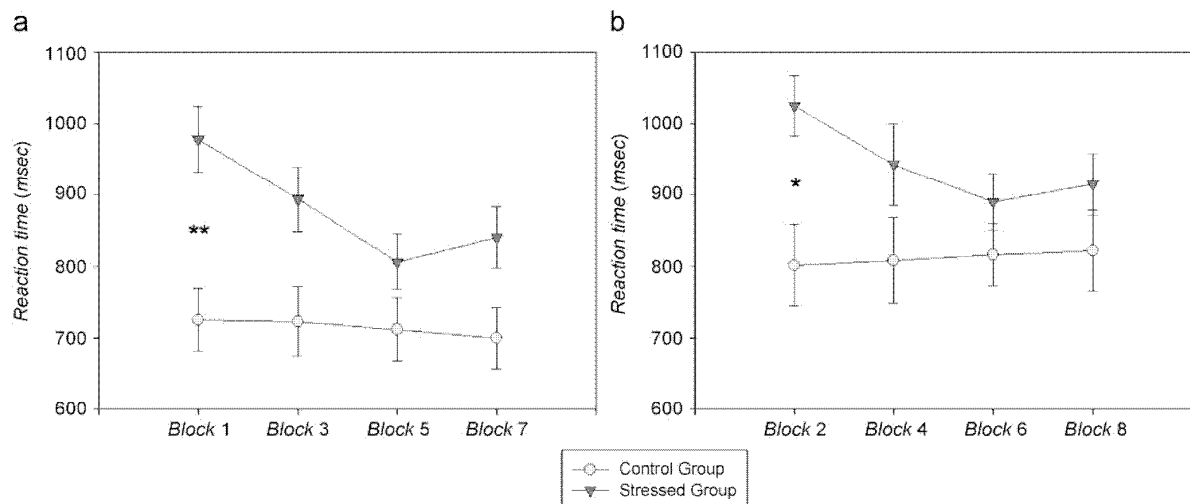 a
1100
1000
900
800
700
600
Reaction time (msec)
**
Block 1 Block 3 Block 5 Block 7
b
1100
1000
900
800
700
600
Reaction time (msec)
*
Block 2 Block 4 Block 6 Block 8
Control Group
Stressed Group